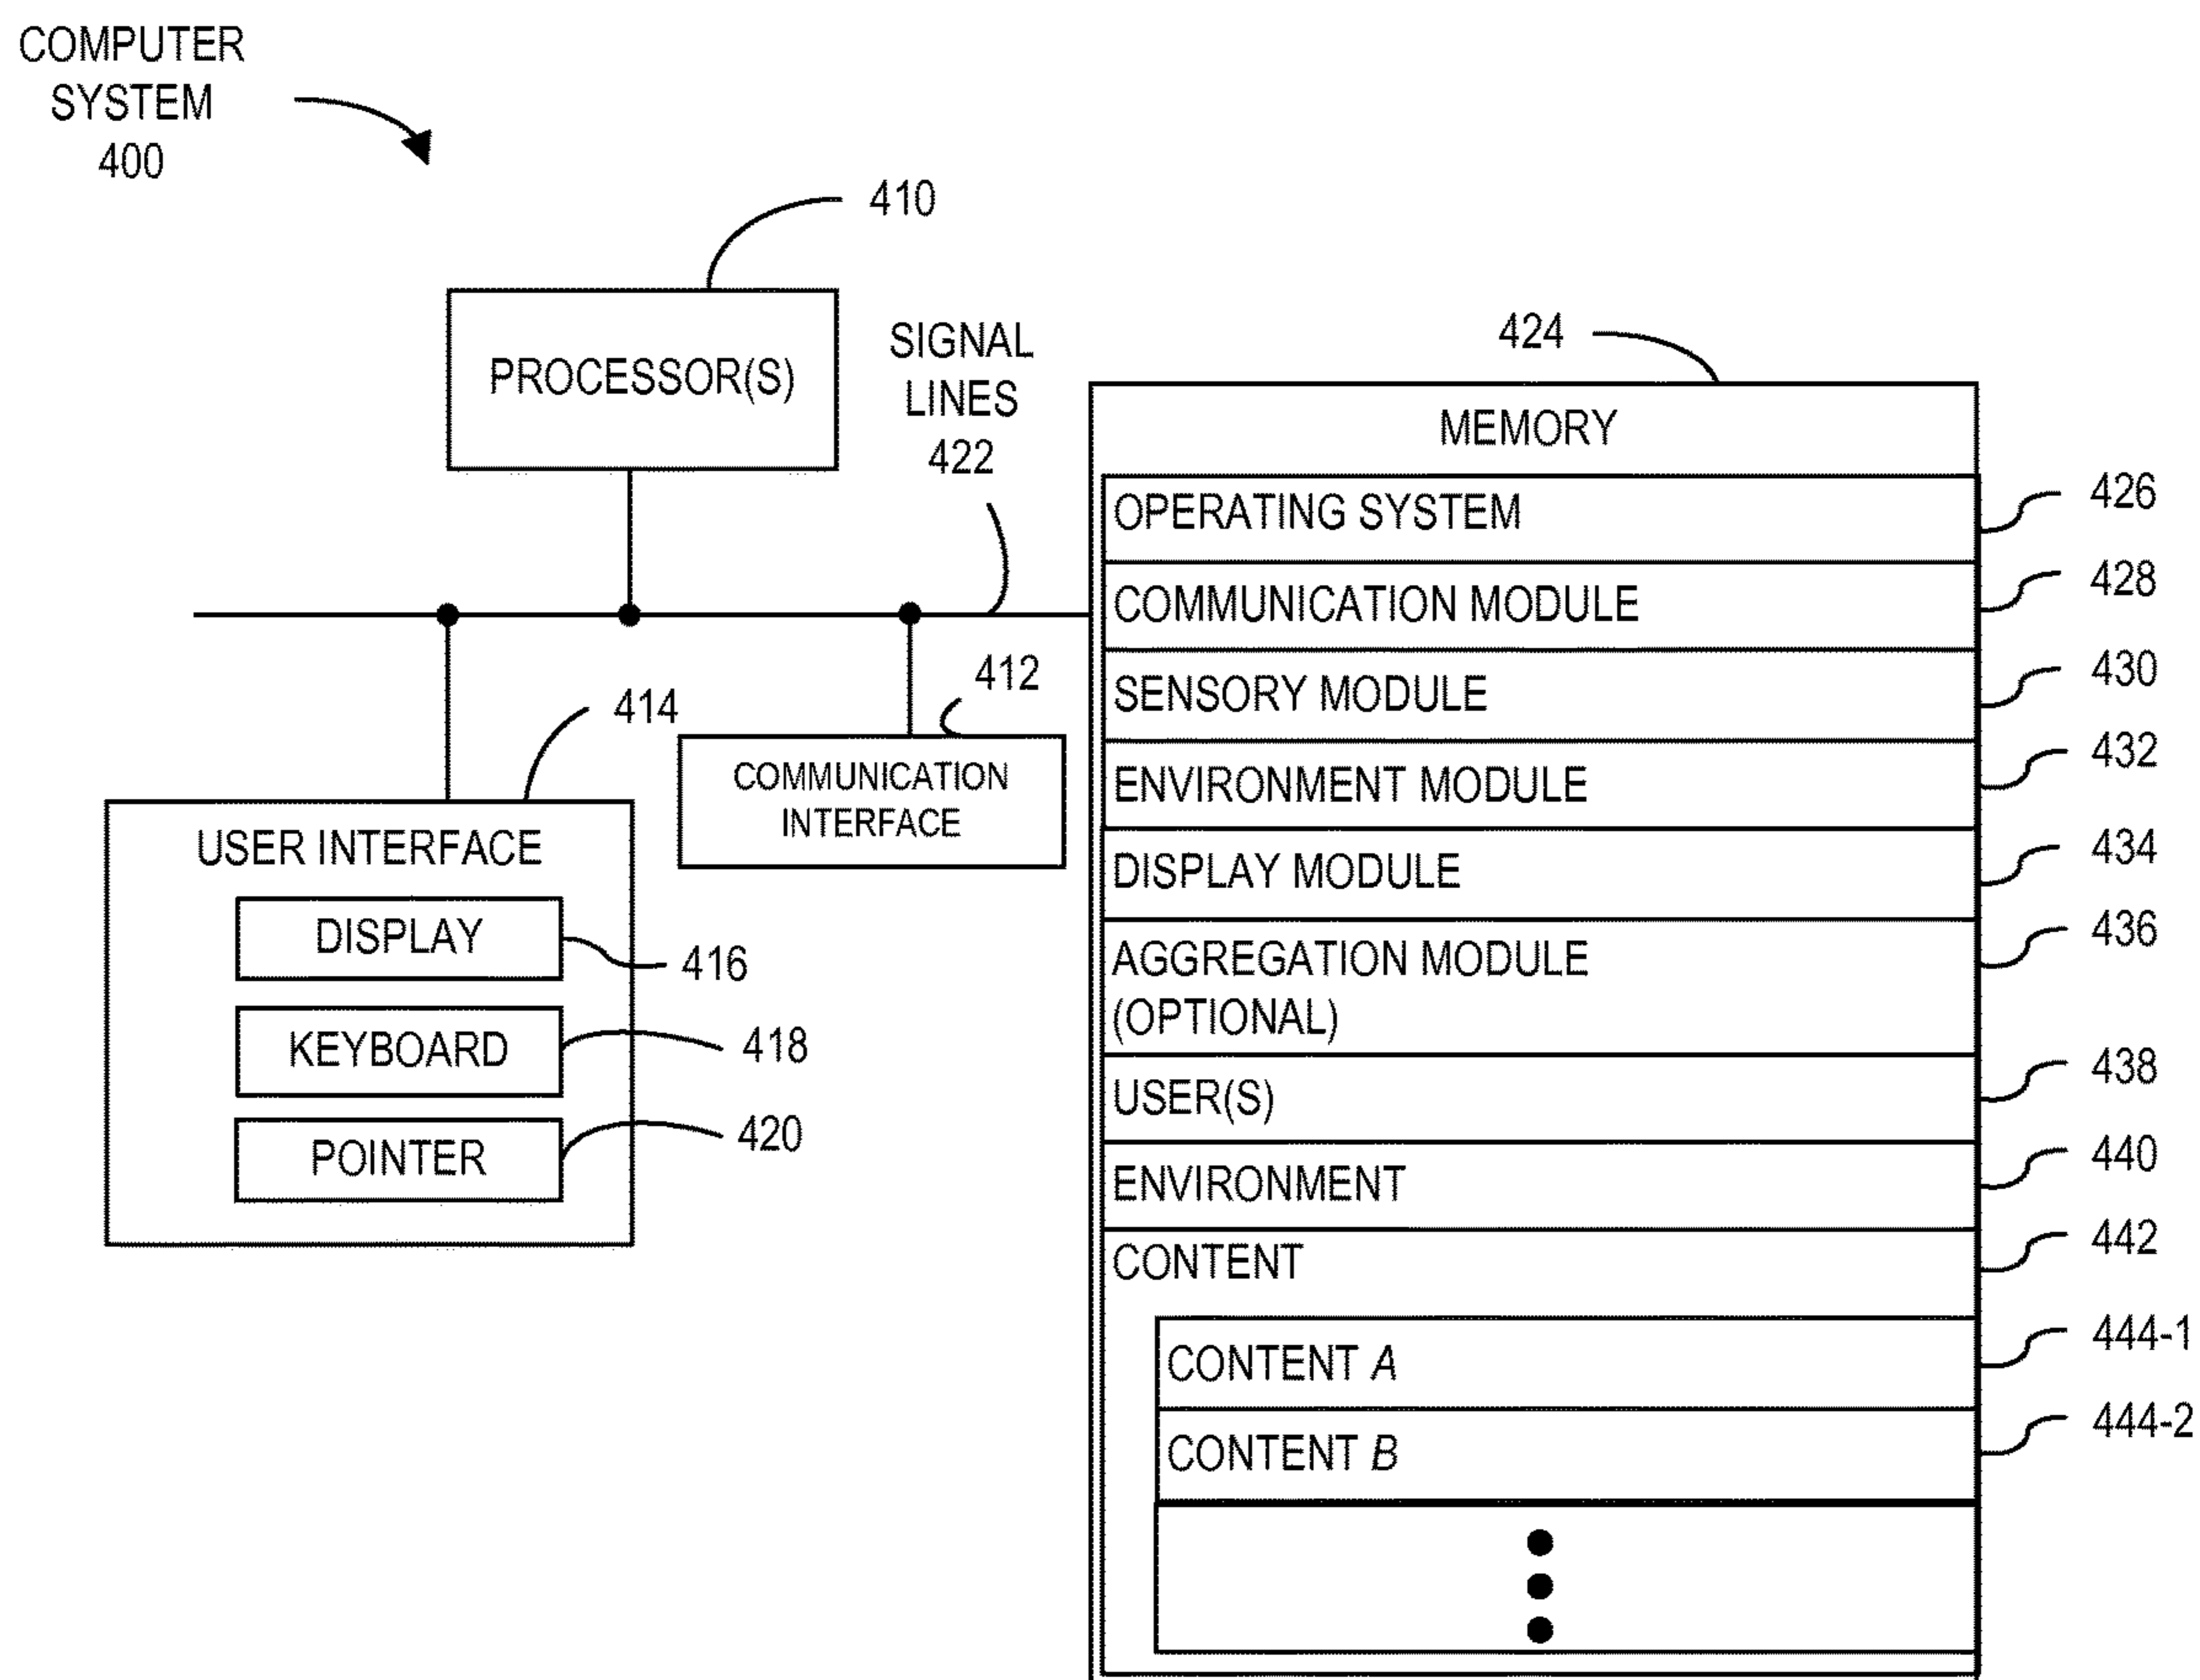 COMPUTER
SYSTEM
400
410
PROCESSOR(S)
SIGNAL
LINES
422
424
MEMORY
OPERATING SYSTEM
426
COMMUNICATION MODULE
428
SENSORY MODULE
430
ENVIRONMENT MODULE
432
DISPLAY MODULE
434
AGGREGATION MODULE
(OPTIONAL)
436
USER(S)
438
ENVIRONMENT
440
CONTENT
442
CONTENT A
444-1
CONTENT B
444-2
412
COMMUNICATION
INTERFACE
414
USER INTERFACE
DISPLAY
416
KEYBOARD
418
POINTER
420